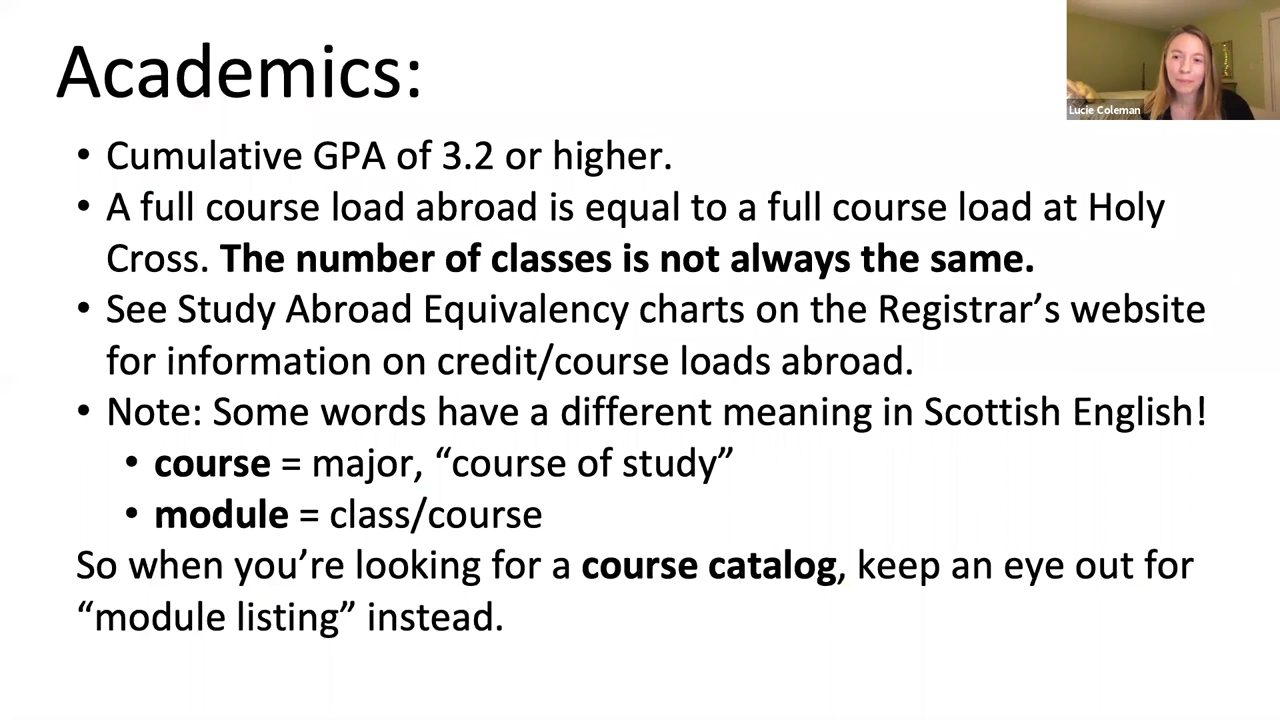 Academics:
Lucie Coleman
• Cumulative GPA of 3.2 or higher.
• A full course load abroad is equal to a full course load at Holy
Cross. The number of classes is not always the same.
• See Study Abroad Equivalency charts on the Registrar’s website
for information on credit/course loads abroad.
• Note: Some words have a different meaning in Scottish English!
• course = major, “course of study”
• module = class/course
So when you’re looking for a course catalog, keep an eye out for
“module listing” instead.